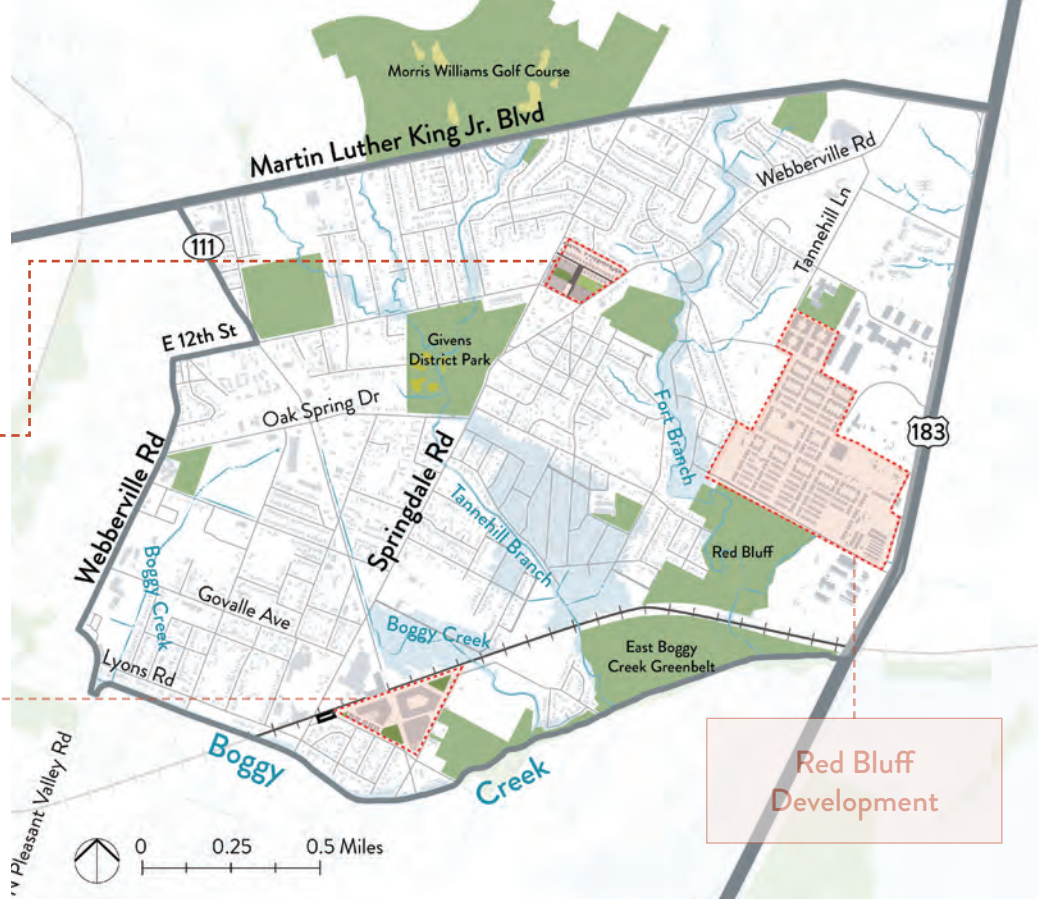 Morris Williams Golf Course
Martin Luther King Jr. Blvd
Webberville Rd
Tannehill Ln
111
E 12th St
Givens
District Park
Oak Spring Dr
Fort Branch
183
Webberville Rd
Springdale Rd
Tannehill Branch
Red Bluff
Boggy Creek
Govalle Ave
Boggy Creek
East Boggy
Creek Greenbelt
Lyons Rd
Boggy
Creek
Red Bluff
Development
N Pleasant Valley Rd
0 0.25 0.5 Miles